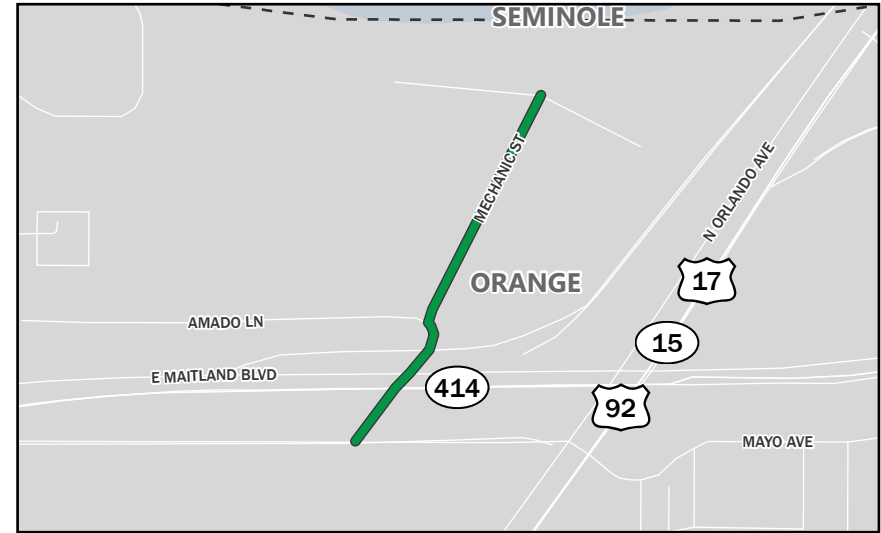 SEMINOLE
MECHANIC ST
N ORLANDO AVE
17
ORANGE
AMADO LN
15
E MAITLAND BLVD
414
92
MAYO AVE